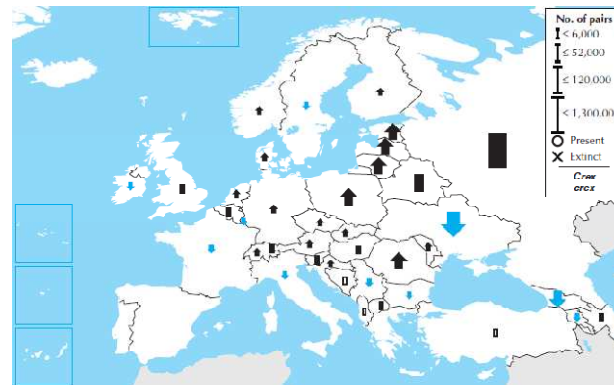 No. of pairs
≤ 6,000
≤ 52,000
≤ 120,000
< 1,300,00
Present
Extinct
Crex
crex